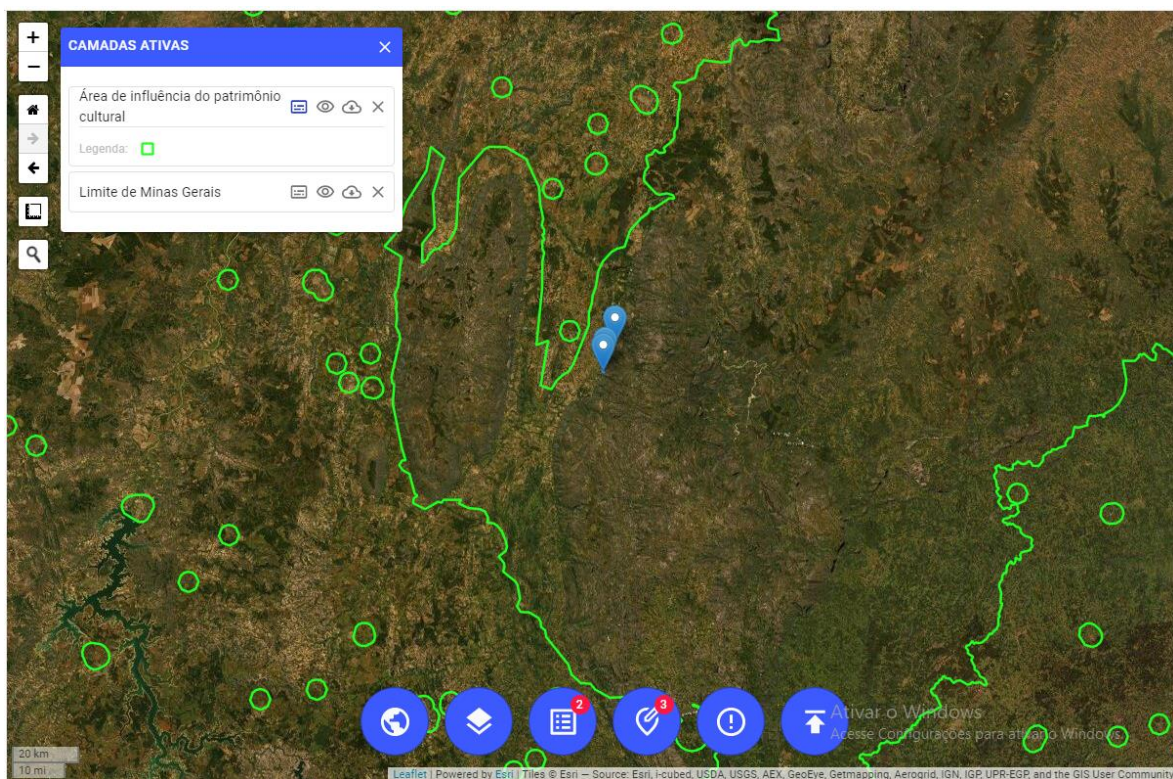 +
CAMADAS ATIVAS
−
Área de influência do patrimônio
cultural
Legenda:
Limite de Minas Gerais
2
3
Ativar o Windows
Acesse Configurações para ativar o Windows.
20 km
10 mi
Leaflet | Powered by Esri | Tiles © Esri — Source: Esri, i-cubed, USDA, USGS, AEX, GeoEye, Getmapping, Aerogrid, IGN, IGP, UPR-EGP, and the GIS User Commun